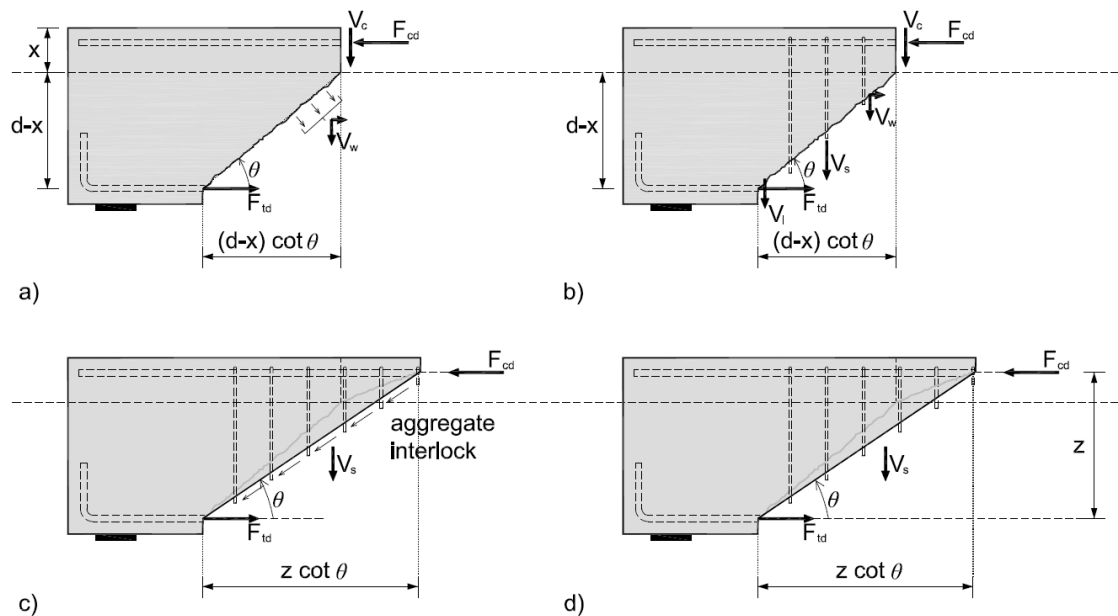 V_c
F_cd
x
d-x
V_w
θ
F_td
(d-x) cot θ
a)
V_c
F_cd
d-x
V_w
V_s
θ
F_td
V_l
(d-x) cot θ
b)
F_cd
aggregate
interlock
V_s
θ
F_td
z cot θ
c)
F_cd
z
V_s
θ
F_td
z cot θ
d)